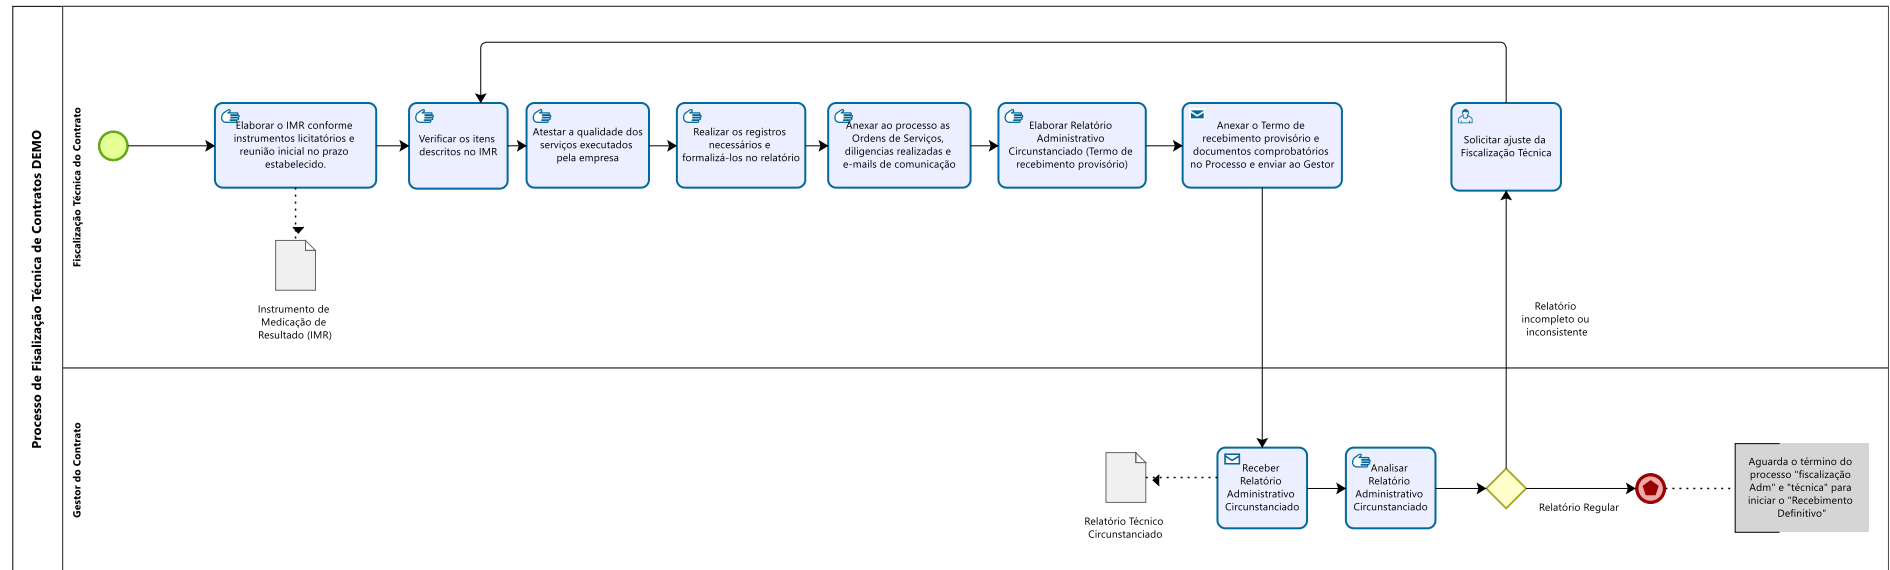 Processo de Fisalização Técnica de Contratos DEMO
Fiscalização Técnica do Contrato
Elaborar o IMR conforme
instrumentos licitatórios e
reunião inicial no prazo
estabelecido.
Verificar os itens
descritos no IMR
Atestar a qualidade dos
serviços executados
pela empresa
Realizar os registros
necessários e
formalizá-los no relatório
Anexar ao processo as
Ordens de Serviços,
diligencias realizadas e
e-mails de comunicação
Elaborar Relatório
Administrativo
Circunstanciado (Termo de
recebimento provisório)
Anexar o Termo de
recebimento provisório e
documentos comprobatórios
no Processo e enviar ao Gestor
Solicitar ajuste da
Fiscalização Técnica
Instrumento de
Medicação de
Resultado (IMR)
Relatório
incompleto ou
inconsistente
Gestor do Contrato
Relatório Técnico
Circunstanciado
Receber
Relatório
Administrativo
Circunstanciado
Analisar
Relatório
Administrativo
Circunstanciado
Relatório Regular
Aguarda o término do
processo "fiscalização
Adm" e "técnica" para
iniciar o "Recebimento
Definitivo"